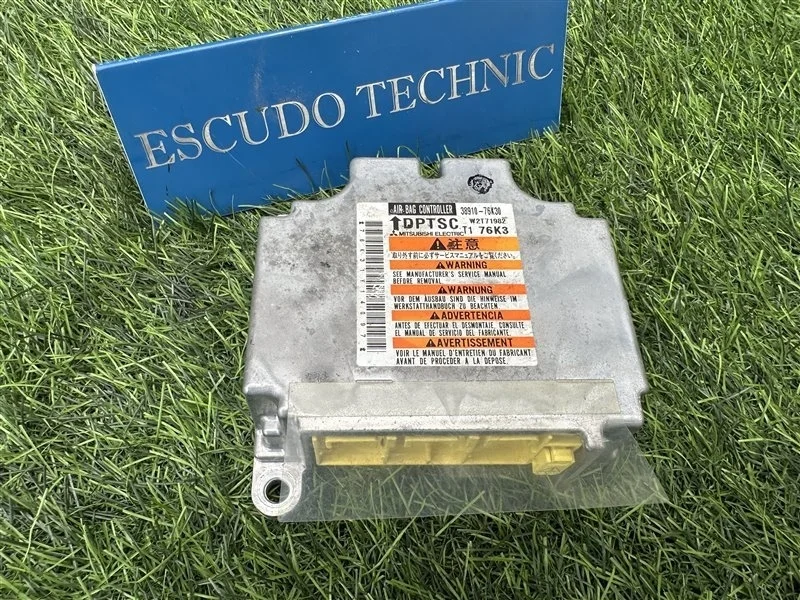 ESCUDO TECHNIC
AIR-BAG CONTROLLER 38910-76K30
DPTSC W2T71982
MITSUBISHI ELECTRIC T1 76K3
注意
取り外す前に必ずサービスマニュアルをご覧ください。
WARNING
SEE MANUFACTURER'S SERVICE MANUAL
BEFORE REMOVAL.
WARNUNG
VOR DEM AUSBAU SIND DIE HINWEISE IM
WERKSTATTHANDBUCH ZU BEACHTEN.
ADVERTENCIA
ANTES DE EFECTUAR EL DESMONTAJE, CONSULTE
EL MANUAL DE SERVICIO DEL FABRICANTE.
AVERTISSEMENT
VOIR LE MANUEL D'ENTRETIEN DU FABRICANT
AVANT DE PROCEDER A LA DEPOSE.